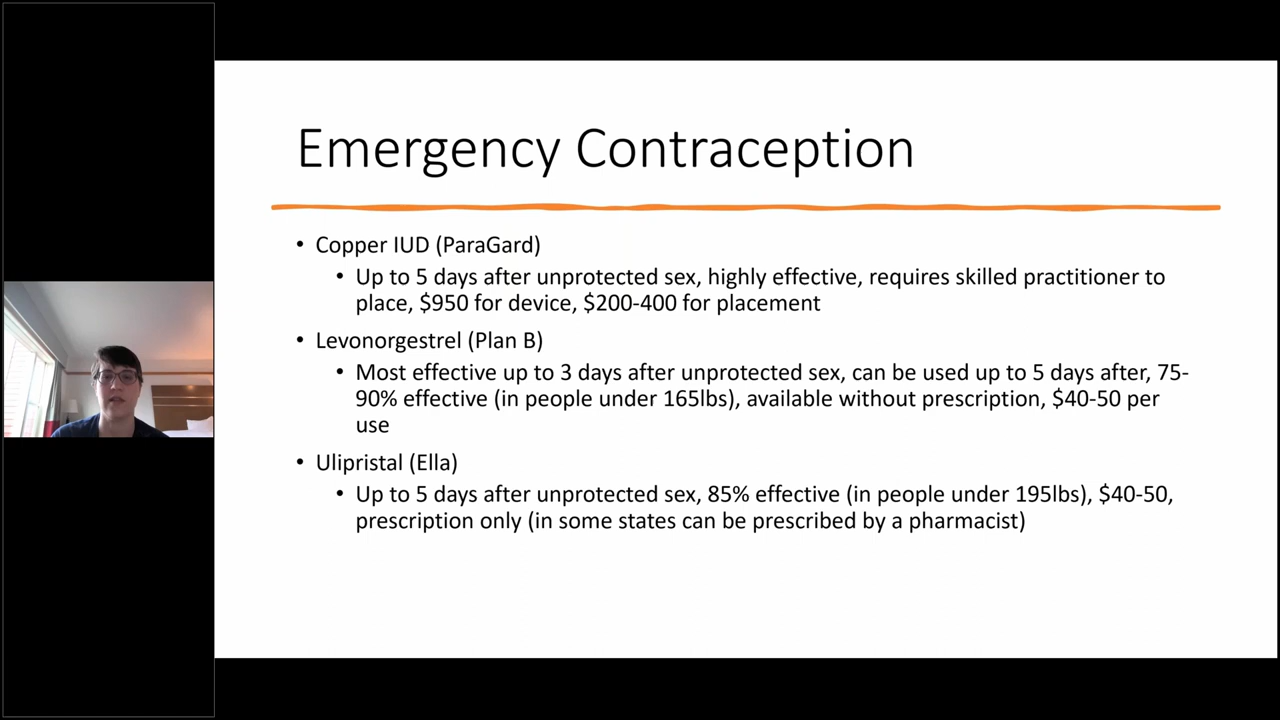 Emergency Contraception
• Copper IUD (ParaGard)
• Up to 5 days after unprotected sex, highly effective, requires skilled practitioner to
place, $950 for device, $200-400 for placement
• Levonorgestrel (Plan B)
• Most effective up to 3 days after unprotected sex, can be used up to 5 days after, 75-
90% effective (in people under 165lbs), available without prescription, $40-50 per
use
• Ulipristal (Ella)
• Up to 5 days after unprotected sex, 85% effective (in people under 195lbs), $40-50,
prescription only (in some states can be prescribed by a pharmacist)